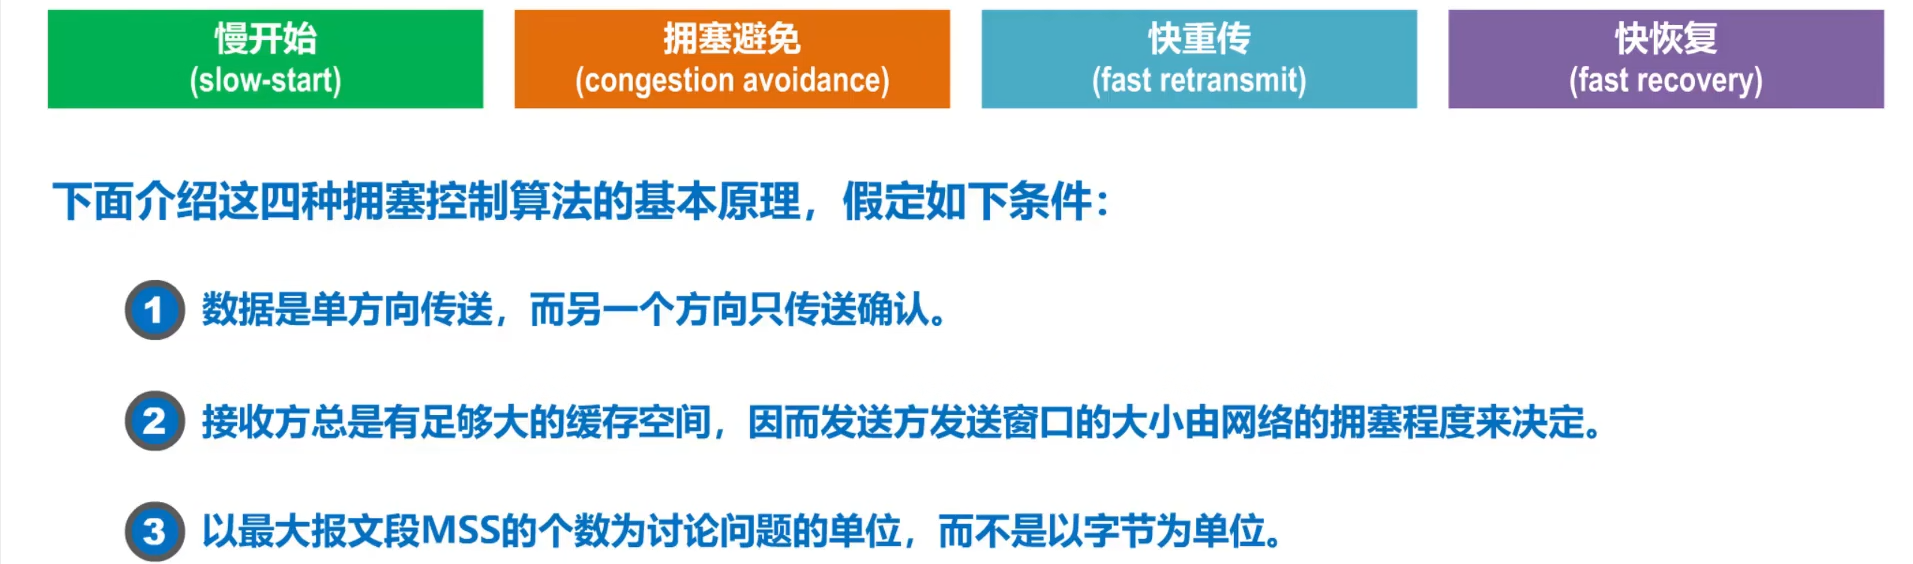 慢开始
(slow-start)
拥塞避免
(congestion avoidance)
快重传
(fast retransmit)
快恢复
(fast recovery)
下面介绍这四种拥塞控制算法的基本原理，假定如下条件：
1 数据是单方向传送，而另一个方向只传送确认。
2 接收方总是有足够大的缓存空间，因而发送方发送窗口的大小由网络的拥塞程度来决定。
3 以最大报文段MSS的个数为讨论问题的单位，而不是以字节为单位。